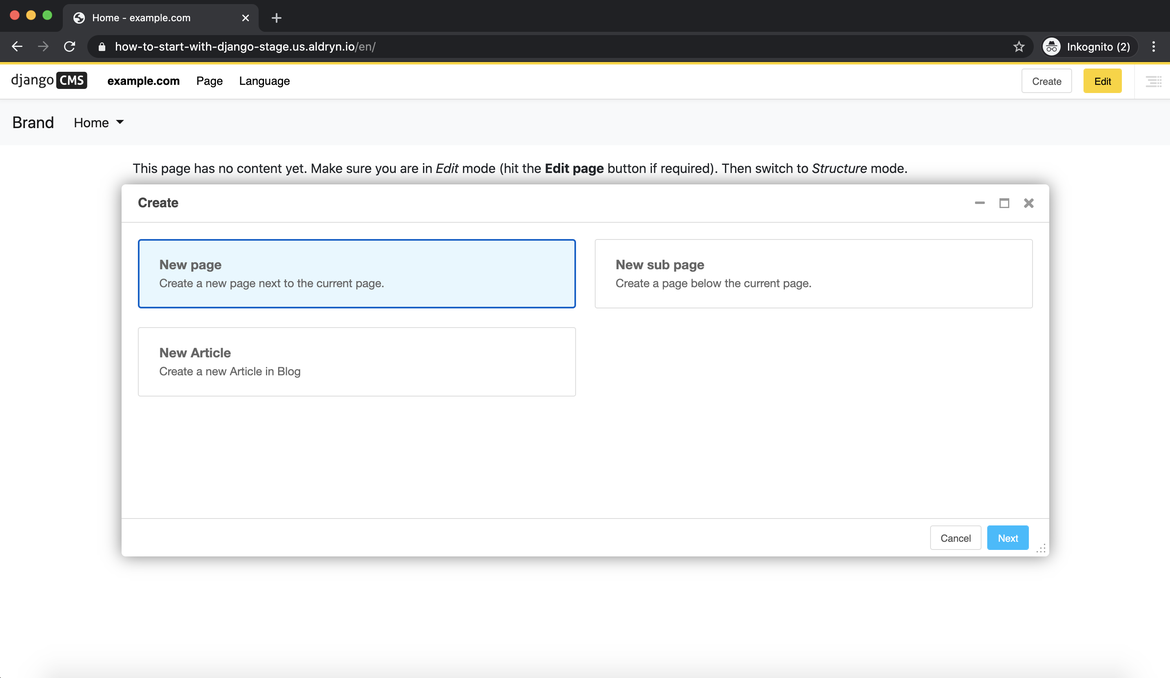 Home - example.com
how-to-start-with-django-stage.us.aldryn.io/en/
Inkognito (2)
django CMS example.com Page Language Create Edit
Brand Home
This page has no content yet. Make sure you are in Edit mode (hit the Edit page button if required). Then switch to Structure mode.
Create
New page
Create a new page next to the current page.
New sub page
Create a page below the current page.
New Article
Create a new Article in Blog
Cancel Next